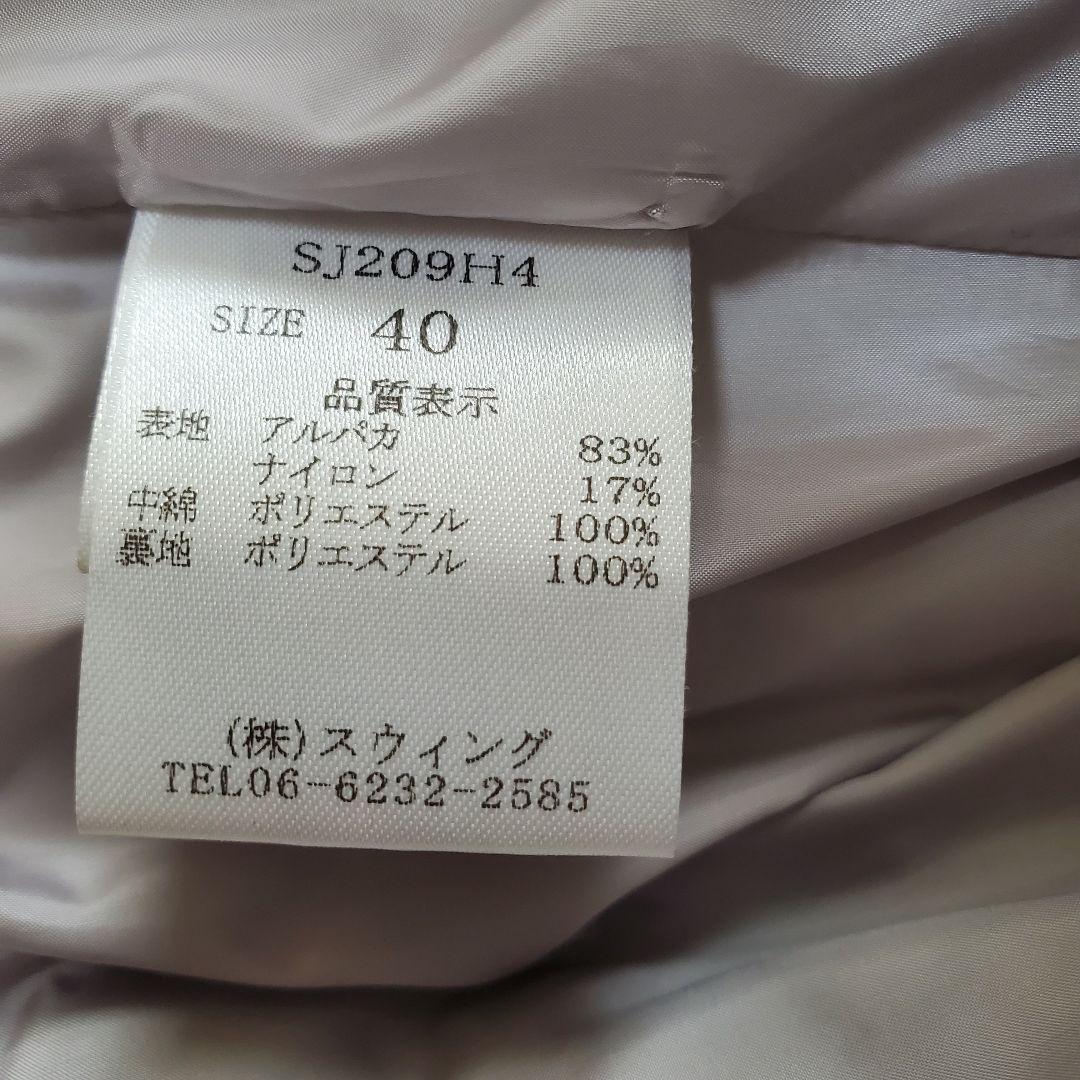 SJ209H4
SIZE 40
品質表示
表地 アルパカ 83%
ナイロン 17%
中綿 ポリエステル 100%
裏地 ポリエステル 100%
(株)スウィング
TEL06-6232-2585